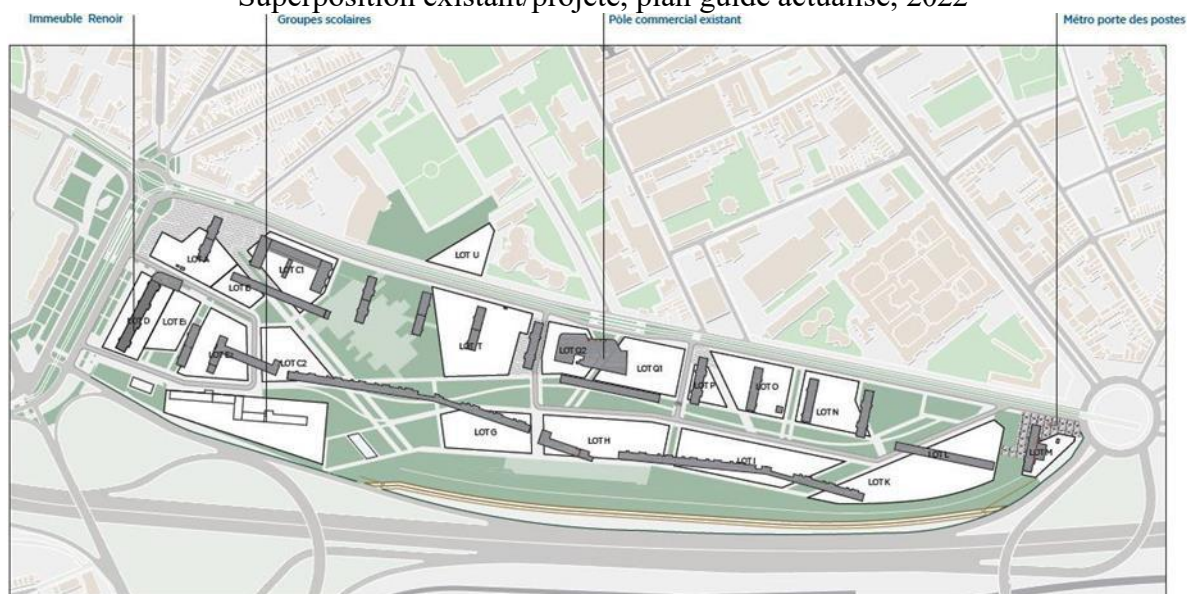 Superposition existant/projeté, plan guide actualisé, 2022
Immeuble Renoir
Groupes scolaires
Pôle commercial existant
Métro porte des postes
LOT U
LOT A
LOT C1
LOT B
LOT D
LOT E1
LOT E2
LOT C2
LOT T
LOT Q2
LOT Q1
LOT P
LOT O
LOT N
LOT G
LOT H
LOT I
LOT L
LOT K
LOT M